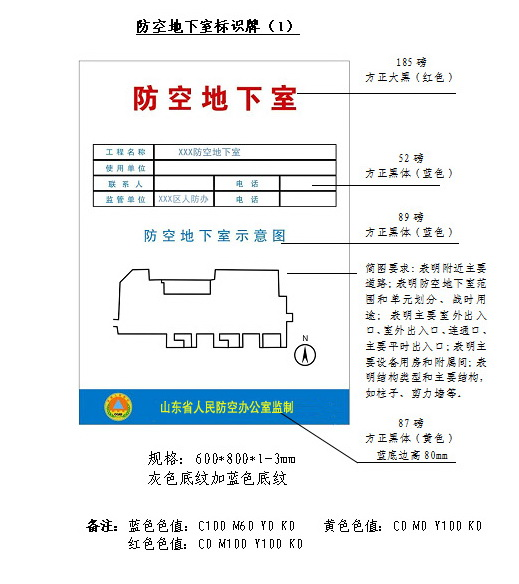 防空地下室标识牌（1）
防空地下室
185 磅
方正大黑（红色）
工程名称 XXX防空地下室
使用单位
联系人 电话
监管单位 XXX区人防办 电话
52 磅
方正黑体（蓝色）
防空地下室示意图
89 磅
方正黑体（蓝色）
简图要求：表明附近主要
道路；表明防空地下室范
围和单元划分、战时用
途；表明主要室外出入
口、室外出入口、连通口、
主要平时出入口；表明主
要设备用房和附属间；表
明结构类型和主要结构，
如柱子、剪力墙等。
N
山东省人民防空办公室监制
87 磅
方正黑体（黄色）
蓝底边高 80mm
规格：600*800*1-3mm
灰色底纹加蓝色底纹
备注：蓝色色值：C100 M60 Y0 K0 黄色色值：C0 M0 Y100 K0
红色色值：C0 M100 Y100 K0